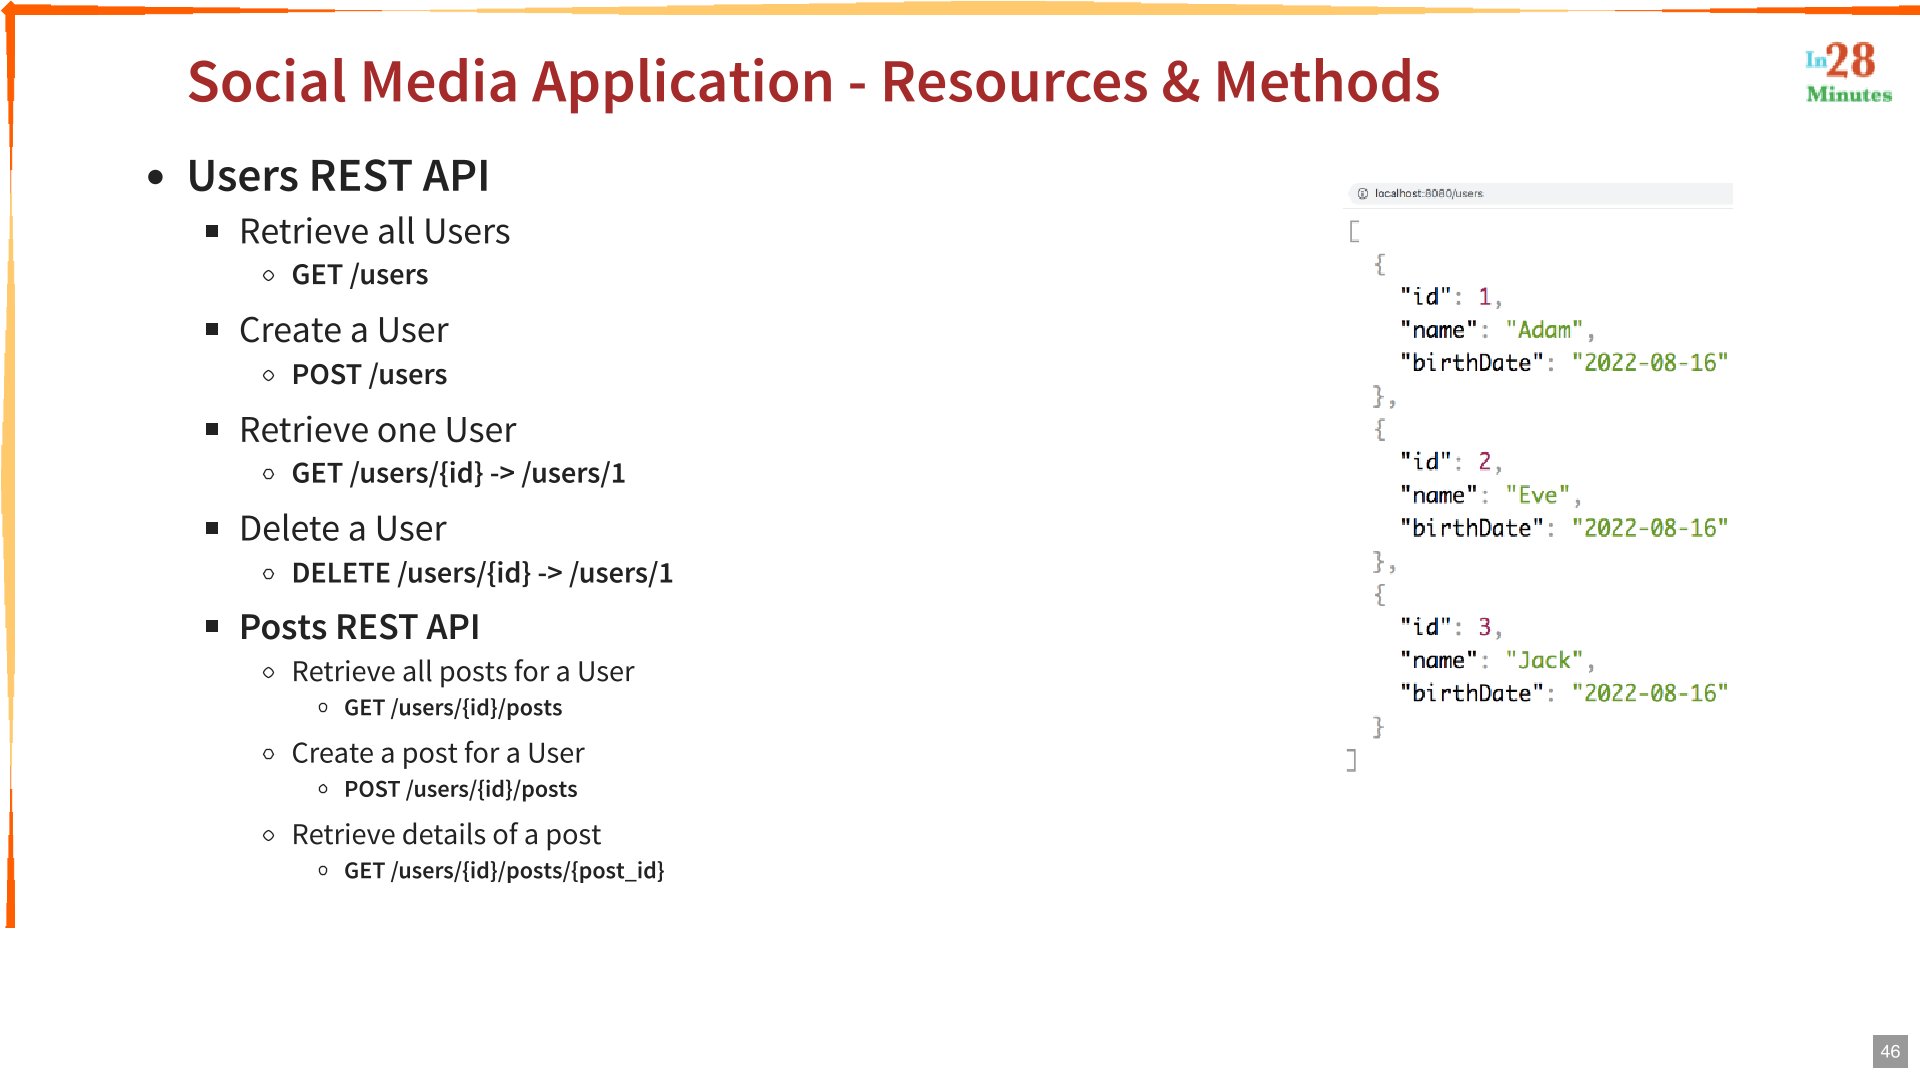 Social Media Application - Resources & Methods
In28
Minutes
Users REST API
Retrieve all Users
GET /users
Create a User
POST /users
Retrieve one User
GET /users/{id} -> /users/1
Delete a User
DELETE /users/{id} -> /users/1
Posts REST API
Retrieve all posts for a User
GET /users/{id}/posts
Create a post for a User
POST /users/{id}/posts
Retrieve details of a post
GET /users/{id}/posts/{post_id}
localhost:8080/users
[
{
"id": 1,
"name": "Adam",
"birthDate": "2022-08-16"
},
{
"id": 2,
"name": "Eve",
"birthDate": "2022-08-16"
},
{
"id": 3,
"name": "Jack",
"birthDate": "2022-08-16"
}
]
46